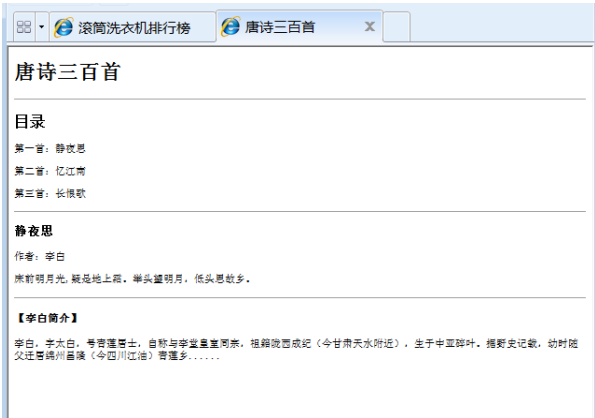 滚筒洗衣机排行榜
唐诗三百首
唐诗三百首
目录
第一首：静夜思
第二首：忆江南
第三首：长恨歌
静夜思
作者：李白
床前明月光,疑是地上霜。举头望明月，低头思故乡。
【李白简介】
李白，字太白，号青莲居士，自称与李堂皇室同宗，祖籍陇西成纪（今甘肃天水附近），生于中亚碎叶。据野史记载，幼时随
父迁居绵州昌隆（今四川江油）青莲乡......